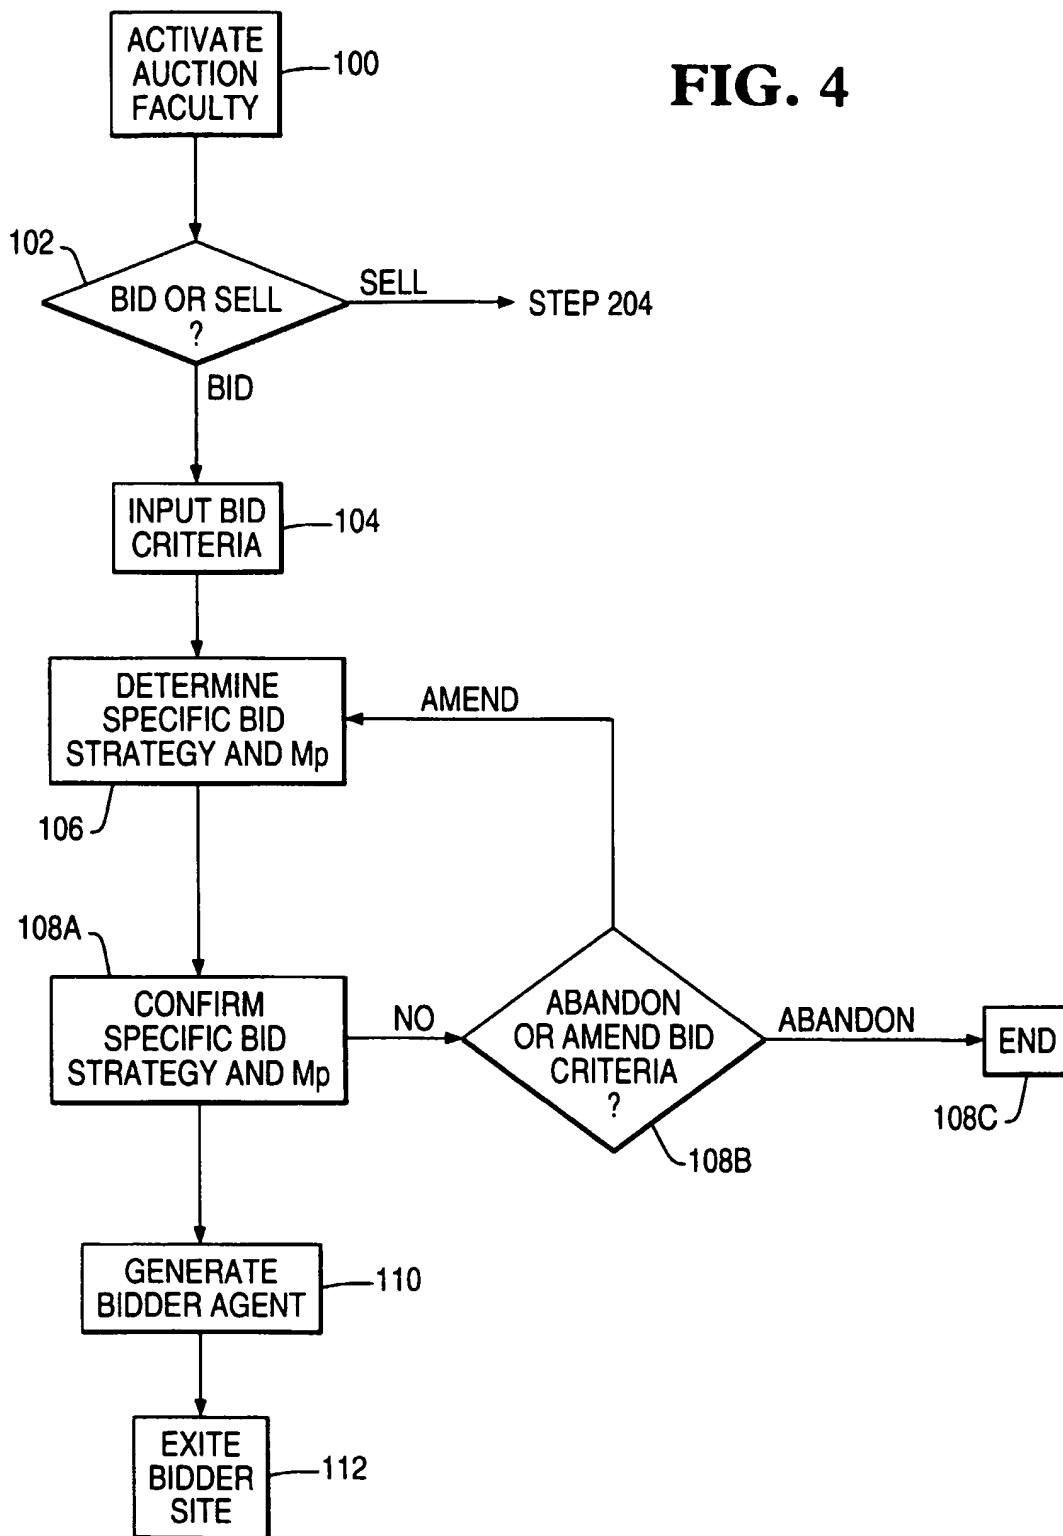 ACTIVATE
AUCTION
FACULTY
100
FIG. 4
102
BID OR SELL
?
SELL
STEP 204
BID
INPUT BID
CRITERIA
104
DETERMINE
SPECIFIC BID
STRATEGY AND Mp
AMEND
106
108A
CONFIRM
SPECIFIC BID
STRATEGY AND Mp
NO
ABANDON
OR AMEND BID
CRITERIA
?
ABANDON
END
108C
108B
GENERATE
BIDDER AGENT
110
EXITE
BIDDER
SITE
112